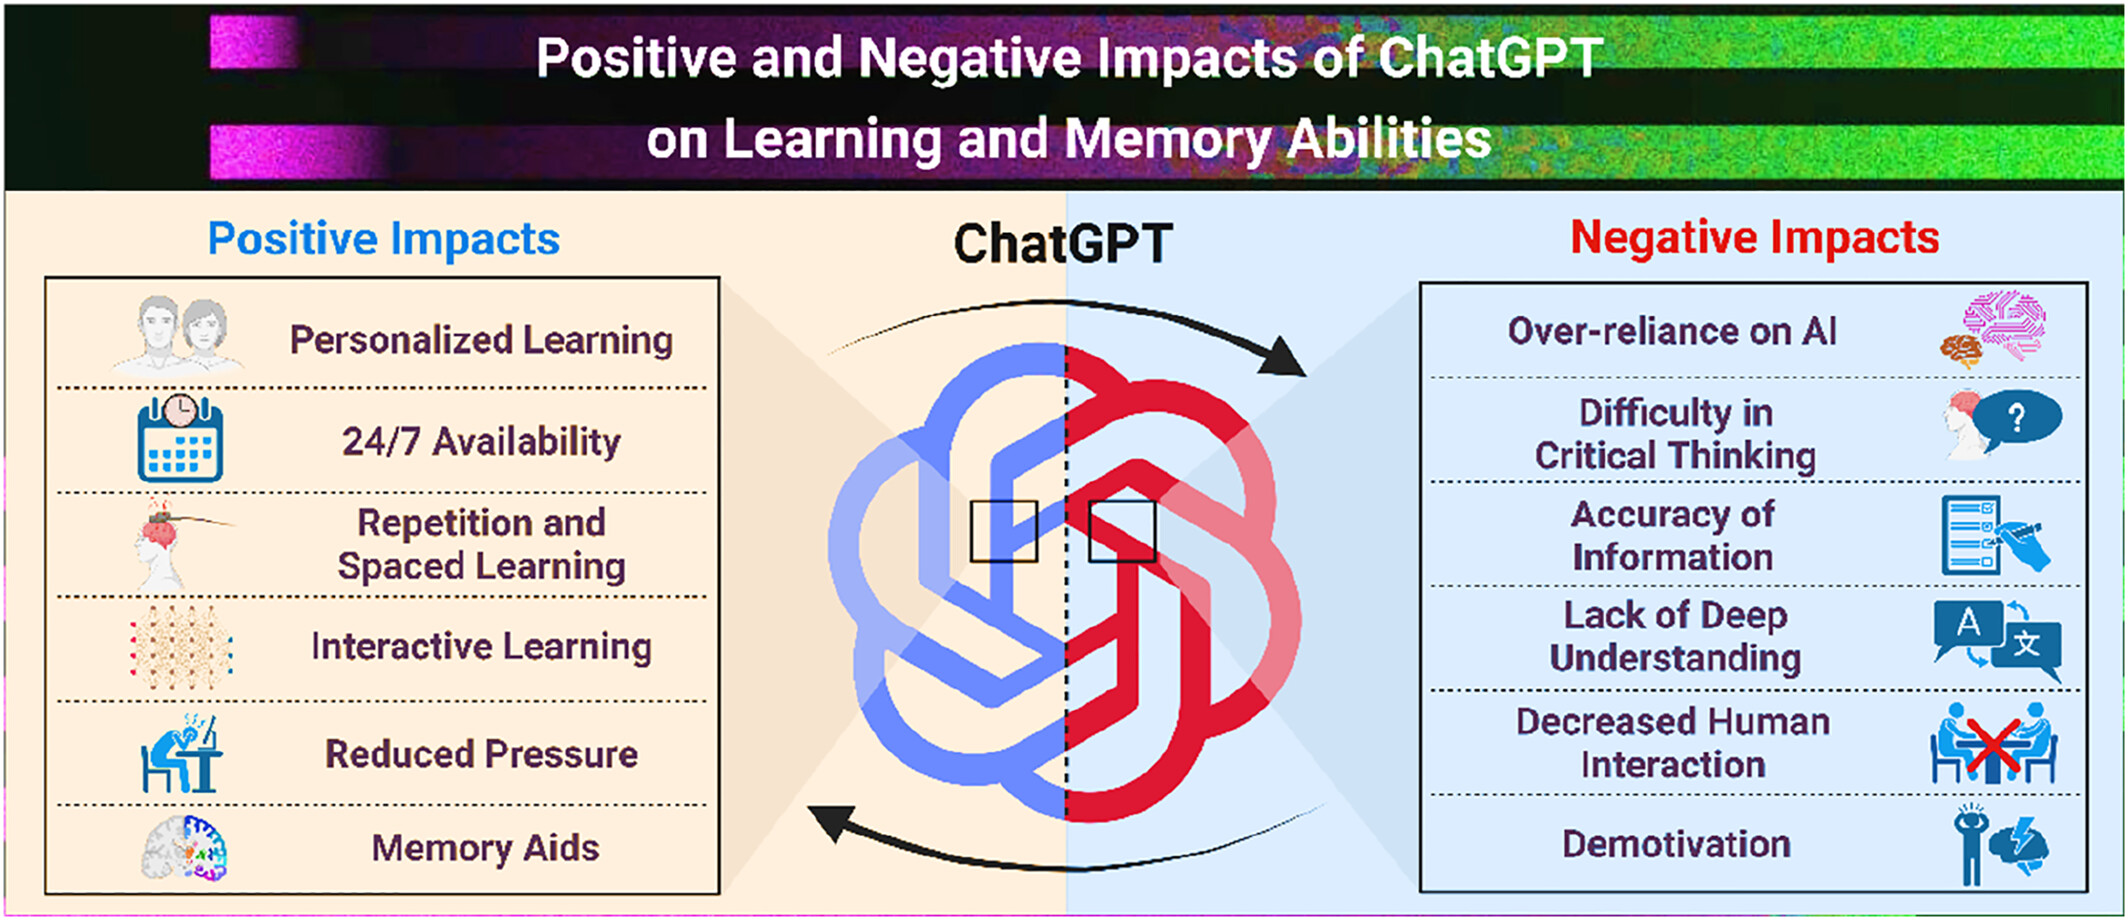 Positive and Negative Impacts of ChatGPT
on Learning and Memory Abilities
Positive Impacts
Personalized Learning
24/7 Availability
Repetition and
Spaced Learning
Interactive Learning
Reduced Pressure
Memory Aids
ChatGPT
Negative Impacts
Over-reliance on AI
Difficulty in
Critical Thinking
?
Accuracy of
Information
Lack of Deep
Understanding
A
文
Decreased Human
Interaction
Demotivation